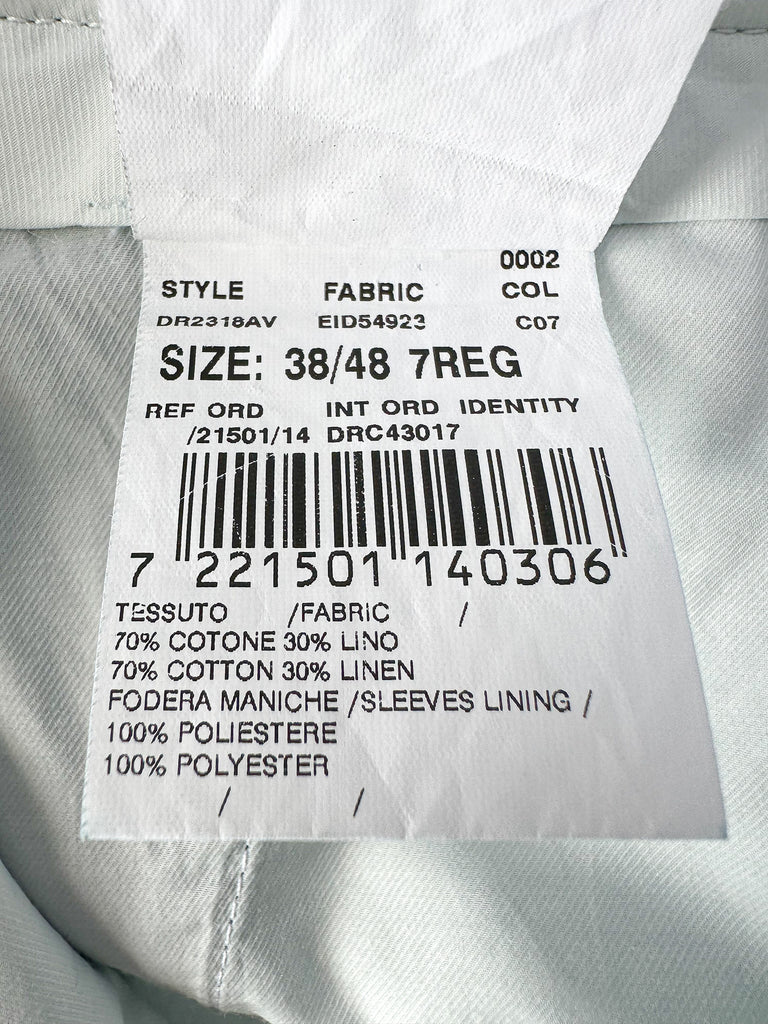 0002
STYLE FABRIC COL
DR2318AV EID54923 C07
SIZE: 38/48 7REG
REF ORD INT ORD IDENTITY
/21501/14 DRC43017
7 221501 140306
TESSUTO /FABRIC /
70% COTONE 30% LINO
70% COTTON 30% LINEN
FODERA MANICHE /SLEEVES LINING /
100% POLIESTERE
100% POLYESTER
/ /